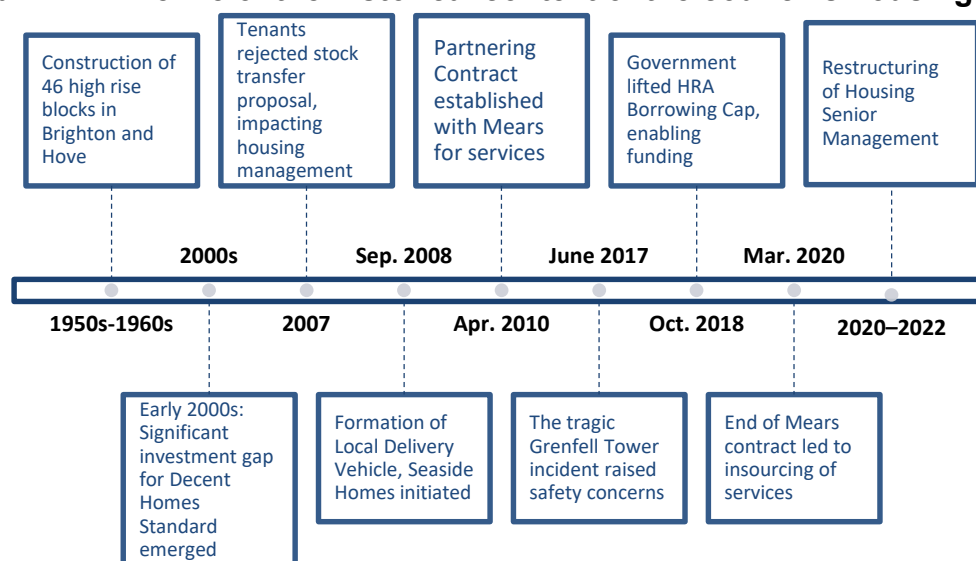 Construction of
46 high rise
blocks in
Brighton and
Hove
Tenants
rejected stock
transfer
proposal,
impacting
housing
management
Partnering
Contract
established
with Mears
for services
Government
lifted HRA
Borrowing Cap,
enabling
funding
Restructuring
of Housing
Senior
Management
2000s
Sep. 2008
June 2017
Mar. 2020
1950s-1960s
2007
Apr. 2010
Oct. 2018
2020–2022
Early 2000s:
Significant
investment gap
for Decent
Homes
Standard
emerged
Formation of
Local Delivery
Vehicle, Seaside
Homes initiated
The tragic
Grenfell Tower
incident raised
safety concerns
End of Mears
contract led to
insourcing of
services